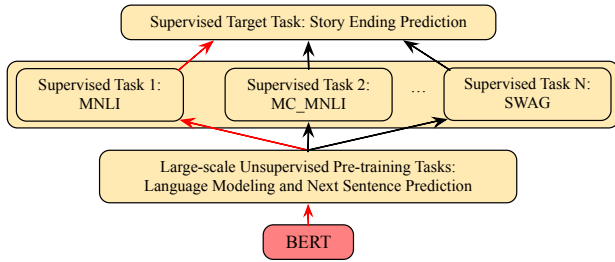 Supervised Target Task: Story Ending Prediction
Supervised Task 1:
MNLI
Supervised Task 2:
MC_MNLI
...
Supervised Task N:
SWAG
Large-scale Unsupervised Pre-training Tasks:
Language Modeling and Next Sentence Prediction
BERT